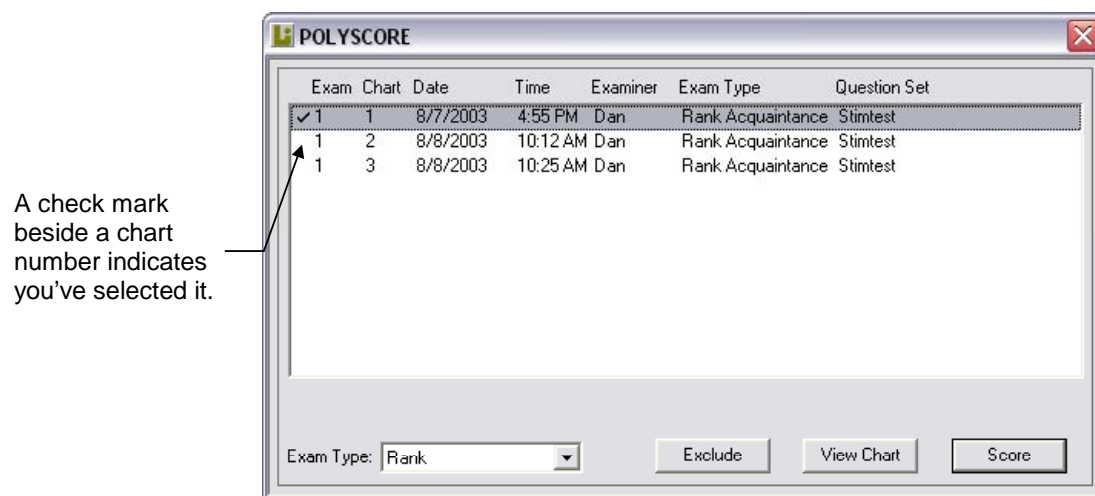 POLYSCORE
Exam Chart Date Time Examiner Exam Type Question Set
✓ 1 1 8/7/2003 4:55 PM Dan Rank Acquaintance Stimtest
1 2 8/8/2003 10:12 AM Dan Rank Acquaintance Stimtest
1 3 8/8/2003 10:25 AM Dan Rank Acquaintance Stimtest
A check mark
beside a chart
number indicates
you've selected it.
Exam Type: Rank Exclude View Chart Score